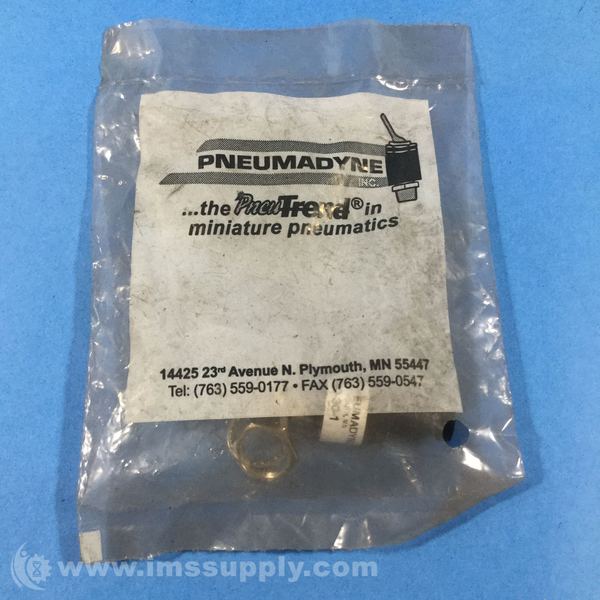 PNEUMADYNE
INC.
...the PneuTrend® in
miniature pneumatics
14425 23rd Avenue N. Plymouth, MN 55447
Tel: (763) 559-0177 • FAX (763) 559-0547
www.imssupply.com